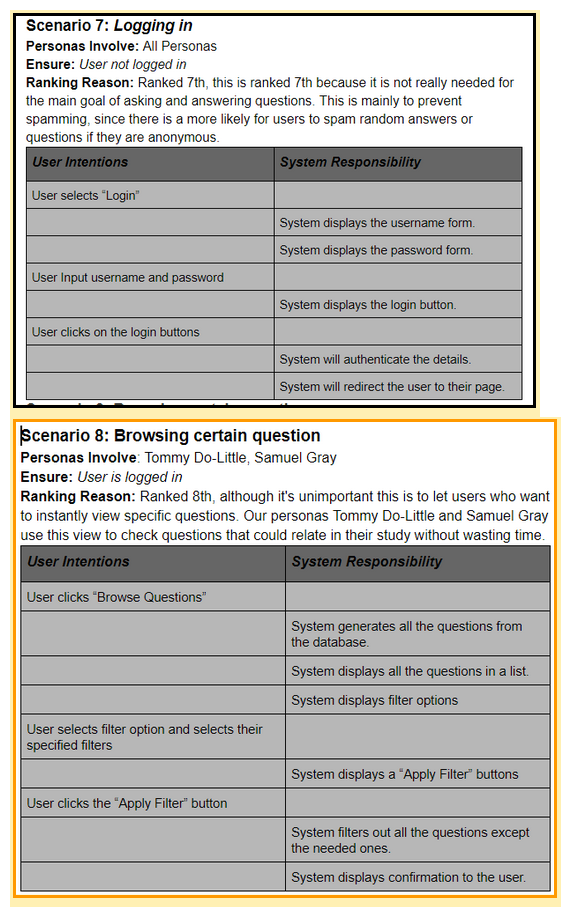 Scenario 7: Logging in
Personas Involve: All Personas
Ensure: User not logged in
Ranking Reason: Ranked 7th, this is ranked 7th because it is not really needed for
the main goal of asking and answering questions. This is mainly to prevent
spamming, since there is a more likely for users to spam random answers or
questions if they are anonymous.
User Intentions System Responsibility
User selects “Login”
System displays the username form.
System displays the password form.
User Input username and password
System displays the login button.
User clicks on the login buttons
System will authenticate the details.
System will redirect the user to their page.
Scenario 8: Browsing certain question
Personas Involve: Tommy Do-Little, Samuel Gray
Ensure: User is logged in
Ranking Reason: Ranked 8th, although it's unimportant this is to let users who want
to instantly view specific questions. Our personas Tommy Do-Little and Samuel Gray
use this view to check questions that could relate in their study without wasting time.
User Intentions System Responsibility
User clicks “Browse Questions”
System generates all the questions from
the database.
System displays all the questions in a list.
System displays filter options
User selects filter option and selects their
specified filters
System displays a “Apply Filter” buttons
User clicks the “Apply Filter” button
System filters out all the questions except
the needed ones.
System displays confirmation to the user.